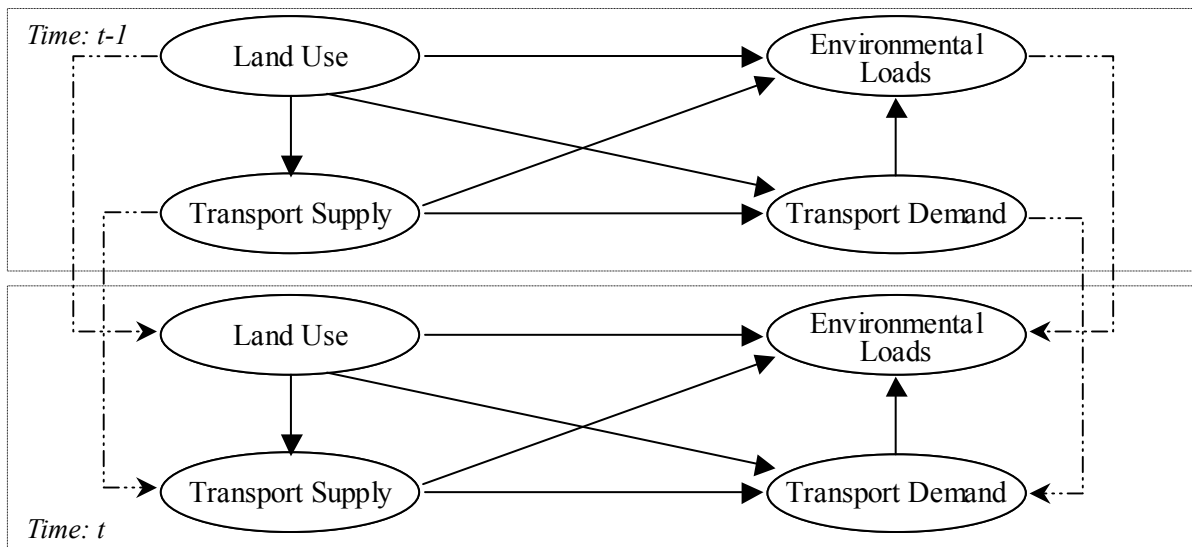 Time: t-1
Land Use
Environmental
Loads
Transport Supply
Transport Demand
Land Use
Environmental
Loads
Transport Supply
Transport Demand
Time: t